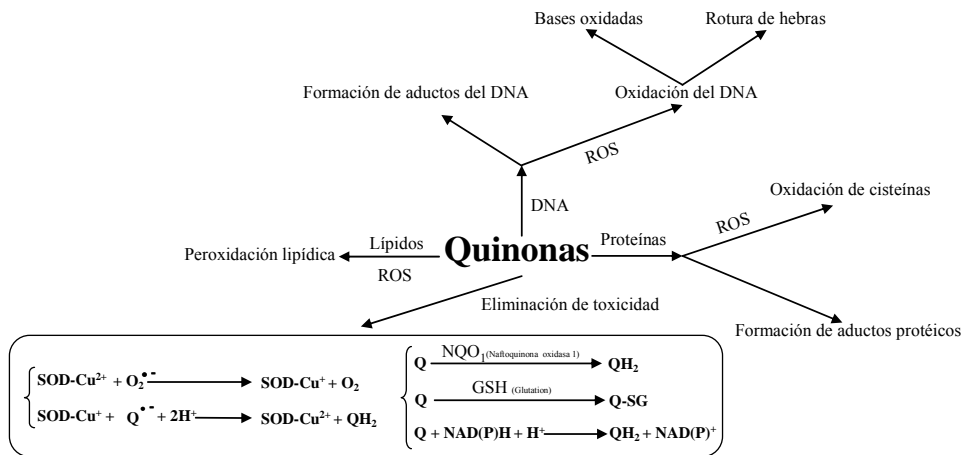 Bases oxidadas
Rotura de hebras
Formación de aductos del DNA
Oxidación del DNA
ROS
Oxidación de cisteínas
DNA
ROS
Peroxidación lipídica
Lípidos
ROS
Quinonas
Proteínas
Eliminación de toxicidad
Formación de aductos protéicos
SOD-Cu²⁺ + O₂•- SOD-Cu⁺ + O₂
SOD-Cu⁺ + Q•- + 2H⁺ SOD-Cu²⁺ + QH₂
Q NQO₁(Naftoquinona oxidasa 1) QH₂
Q GSH (Glutation) Q-SG
Q + NAD(P)H + H⁺ QH₂ + NAD(P)⁺